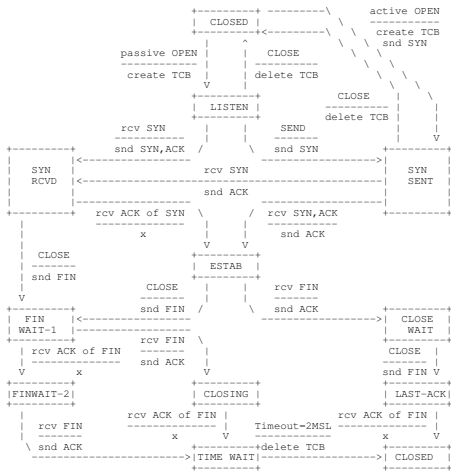 active OPEN
CLOSED
create TCB
snd SYN
passive OPEN
CLOSE
create TCB
delete TCB
CLOSE
LISTEN
delete TCB
rcv SYN
SEND
snd SYN,ACK
snd SYN
SYN
rcv SYN
SYN
RCVD
SENT
snd ACK
rcv ACK of SYN
rcv SYN,ACK
x
snd ACK
CLOSE
ESTAB
snd FIN
CLOSE
rcv FIN
snd FIN
snd ACK
FIN
CLOSE
WAIT-1
WAIT
rcv FIN
rcv ACK of FIN
CLOSE
snd ACK
x
snd FIN
FINWAIT-2
CLOSING
LAST-ACK
rcv ACK of FIN
rcv ACK of FIN
rcv FIN
Timeout=2MSL
x
x
snd ACK
delete TCB
TIME WAIT
CLOSED